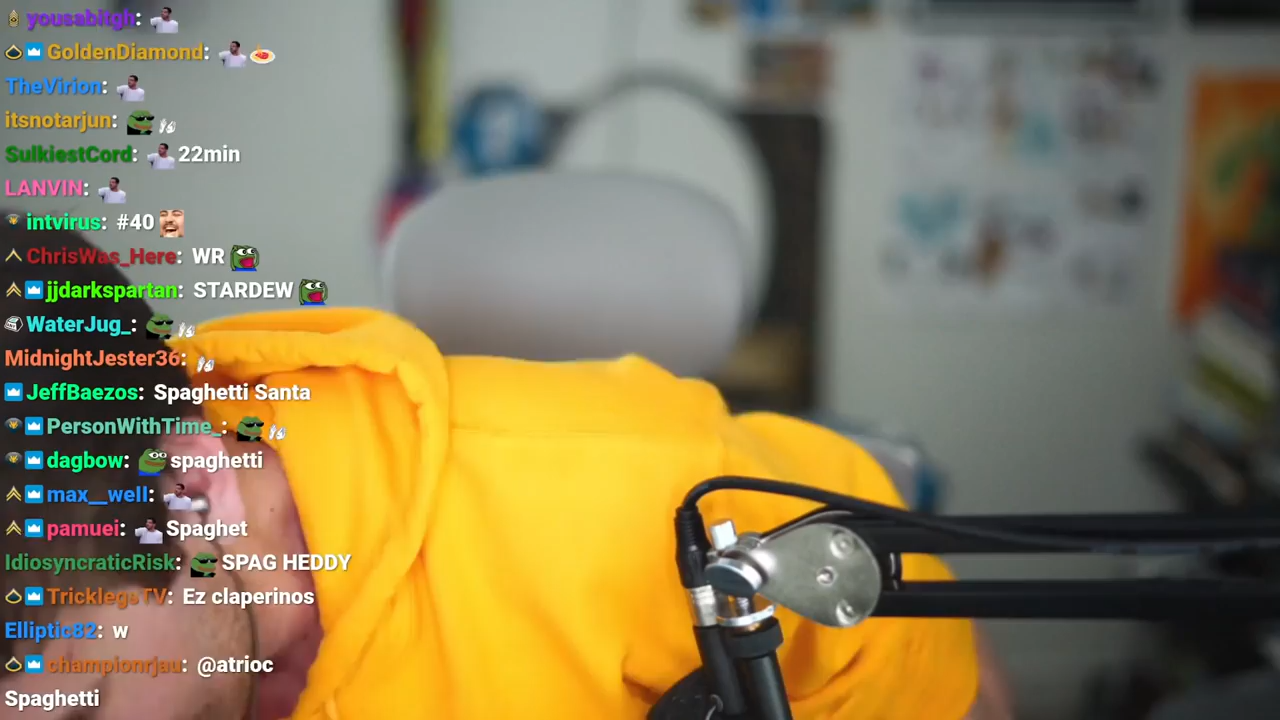 yousabitgh:
GoldenDiamond:
TheVirion:
itsnotarjun:
SulkiestCord: 22min
LANVIN:
intvirus: #40
ChrisWas_Here: WR
jjdarkspartan: STARDEW
WaterJug_:
MidnightJester36:
JeffBaezos: Spaghetti Santa
PersonWithTime_:
dagbow: spaghetti
max__well:
pamuei: Spaghet
IdiosyncraticRisk: SPAG HEDDY
TricklegsTV: Ez claperinos
Elliptic82: w
championrjau: @atrioc
Spaghetti